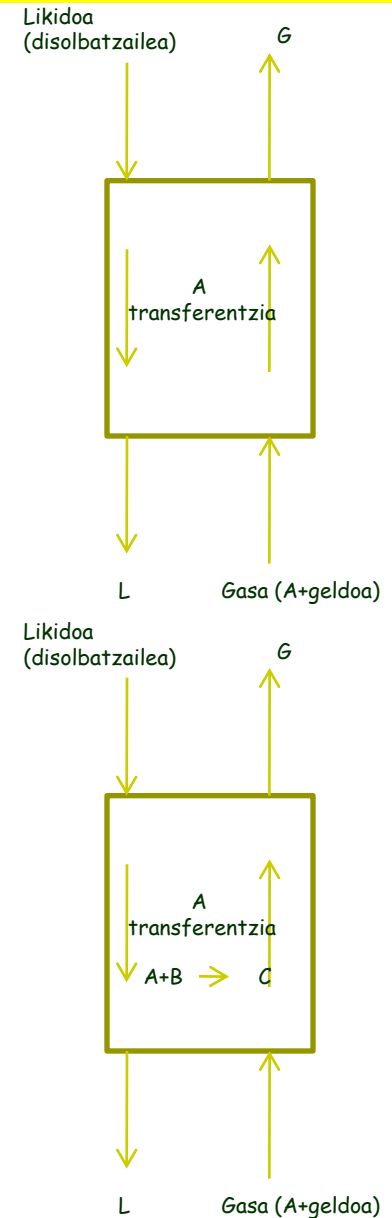 Likidoa
(disolbatzailea)
G
A
transferentzia
L
Gasa (A+geldoa)
Likidoa
(disolbatzailea)
G
A
transferentzia
A+B
C
L
Gasa (A+geldoa)